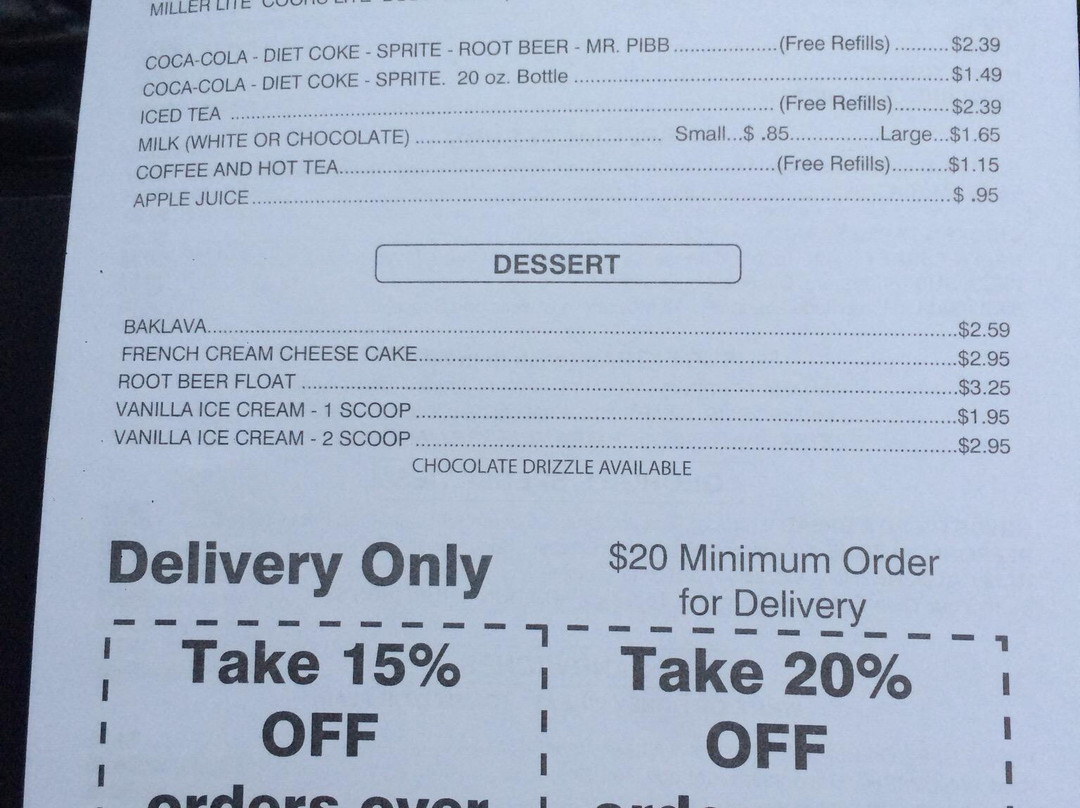 MILLER LITE
COCA-COLA - DIET COKE - SPRITE - ROOT BEER - MR. PIBB..............(Free Refills)..........$2.39
COCA-COLA - DIET COKE - SPRITE. 20 oz. Bottle..............$1.49
ICED TEA..............(Free Refills)..........$2.39
MILK (WHITE OR CHOCOLATE)..............Small...$ .85..............Large...$1.65
COFFEE AND HOT TEA..............(Free Refills)..........$1.15
APPLE JUICE..............$ .95
DESSERT
BAKLAVA..............$2.59
FRENCH CREAM CHEESE CAKE..............$2.95
ROOT BEER FLOAT..............$3.25
VANILLA ICE CREAM - 1 SCOOP..............$1.95
VANILLA ICE CREAM - 2 SCOOP..............$2.95
CHOCOLATE DRIZZLE AVAILABLE
Delivery Only
$20 Minimum Order
for Delivery
Take 15%
OFF
orders over
Take 20%
OFF